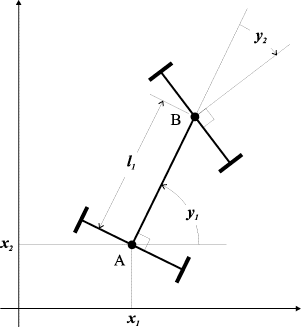 y₂
B
l₁
y₁
x₂
A
x₁